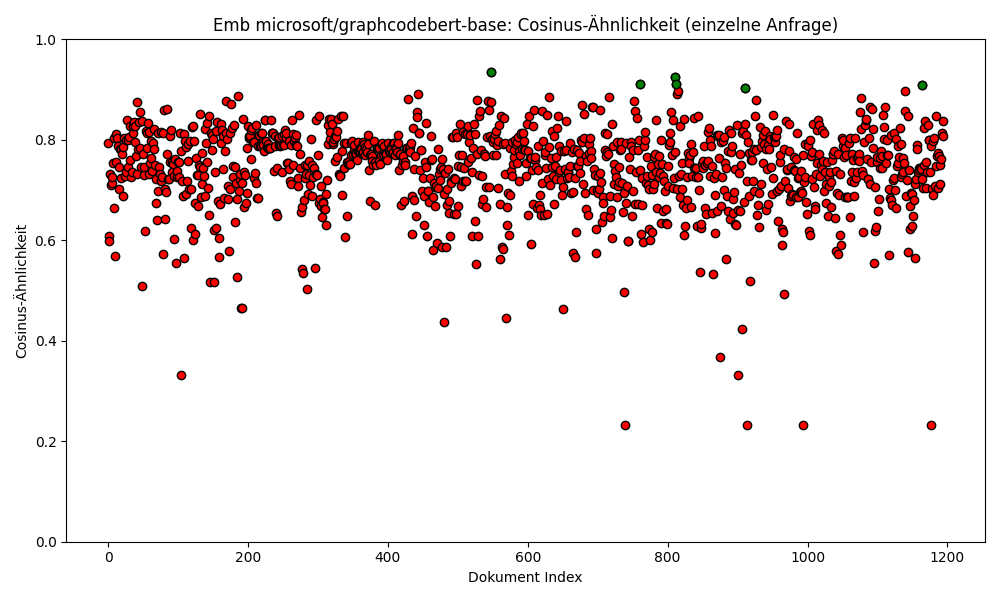 Emb microsoft/graphcodebert-base: Cosinus-Ähnlichkeit (einzelne Anfrage)
Cosinus-Ähnlichkeit
1.0
0.8
0.6
0.4
0.2
0.0
0 200 400 600 800 1000 1200
Dokument Index